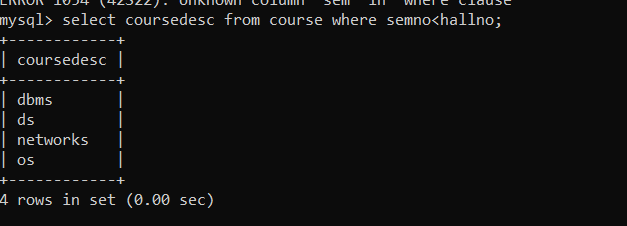 ERROR 1054 (42S22): Unknown column 'sem' in 'where clause'
mysql> select coursedesc from course where semno<hallno;
+------------+
| coursedesc |
+------------+
| dbms       |
| ds         |
| networks   |
| os         |
+------------+
4 rows in set (0.00 sec)